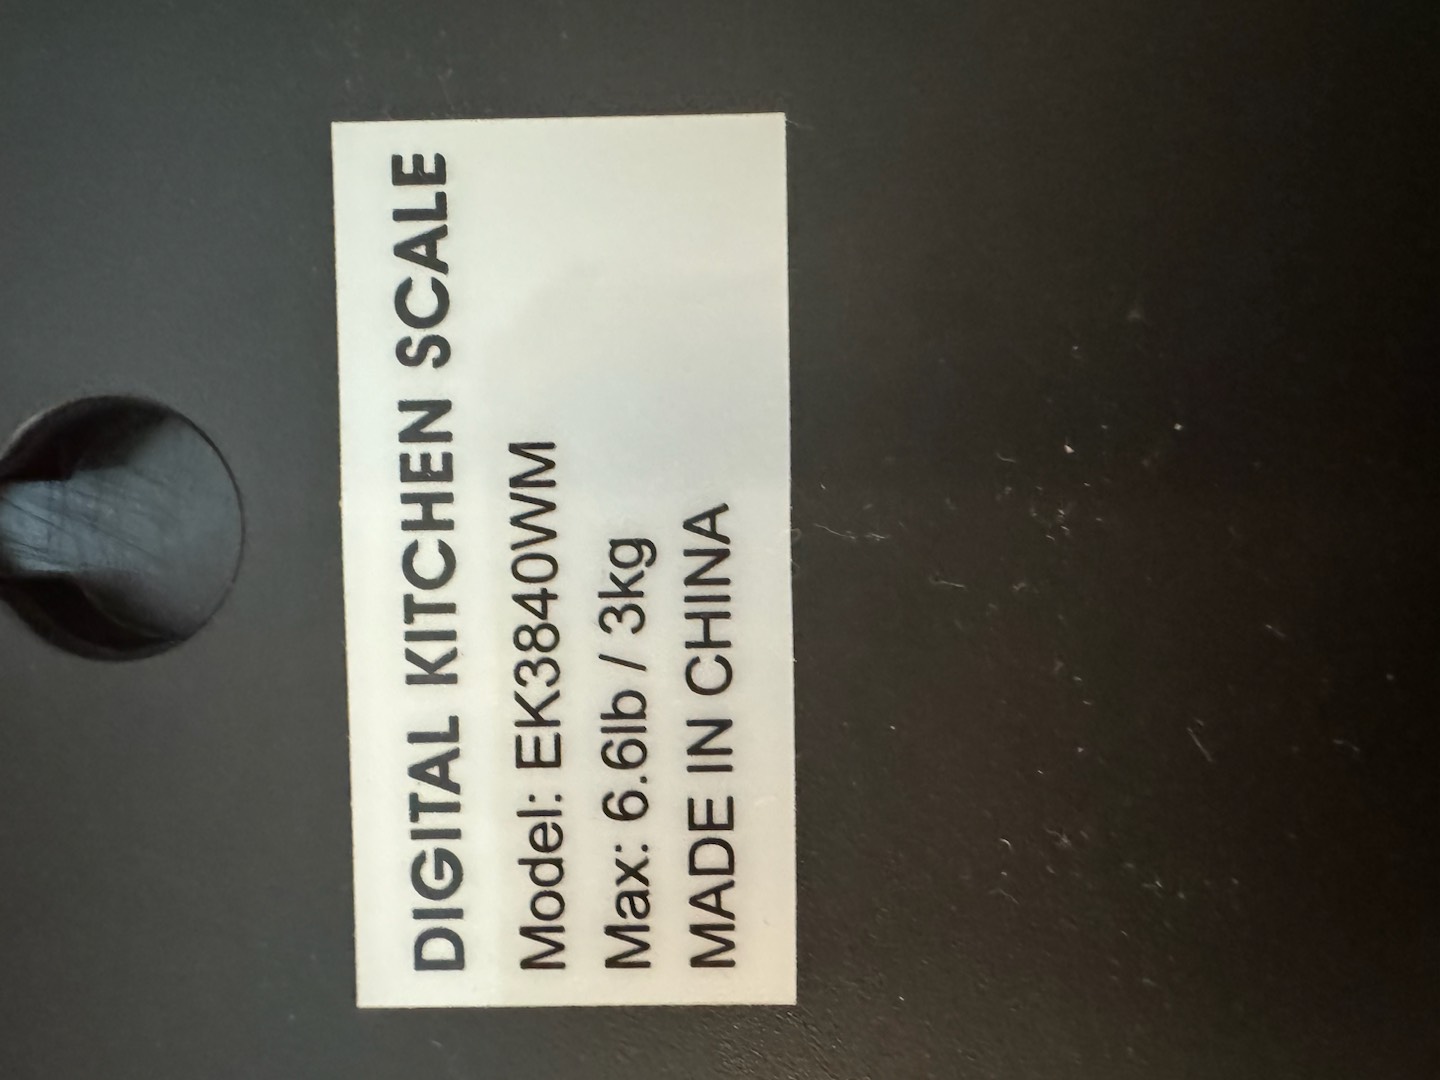 DIGITAL KITCHEN SCALE
Model: EK3840WM
Max: 6.6lb / 3kg
MADE IN CHINA